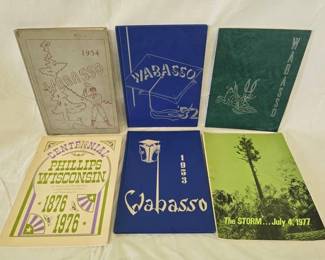 1954
WABASSO
WABASSO
52
WABASSO
CENTENNIAL
PHILLIPS
WISCONSIN
1876
1976
1953
Wabasso
The STORM...July 4, 1977